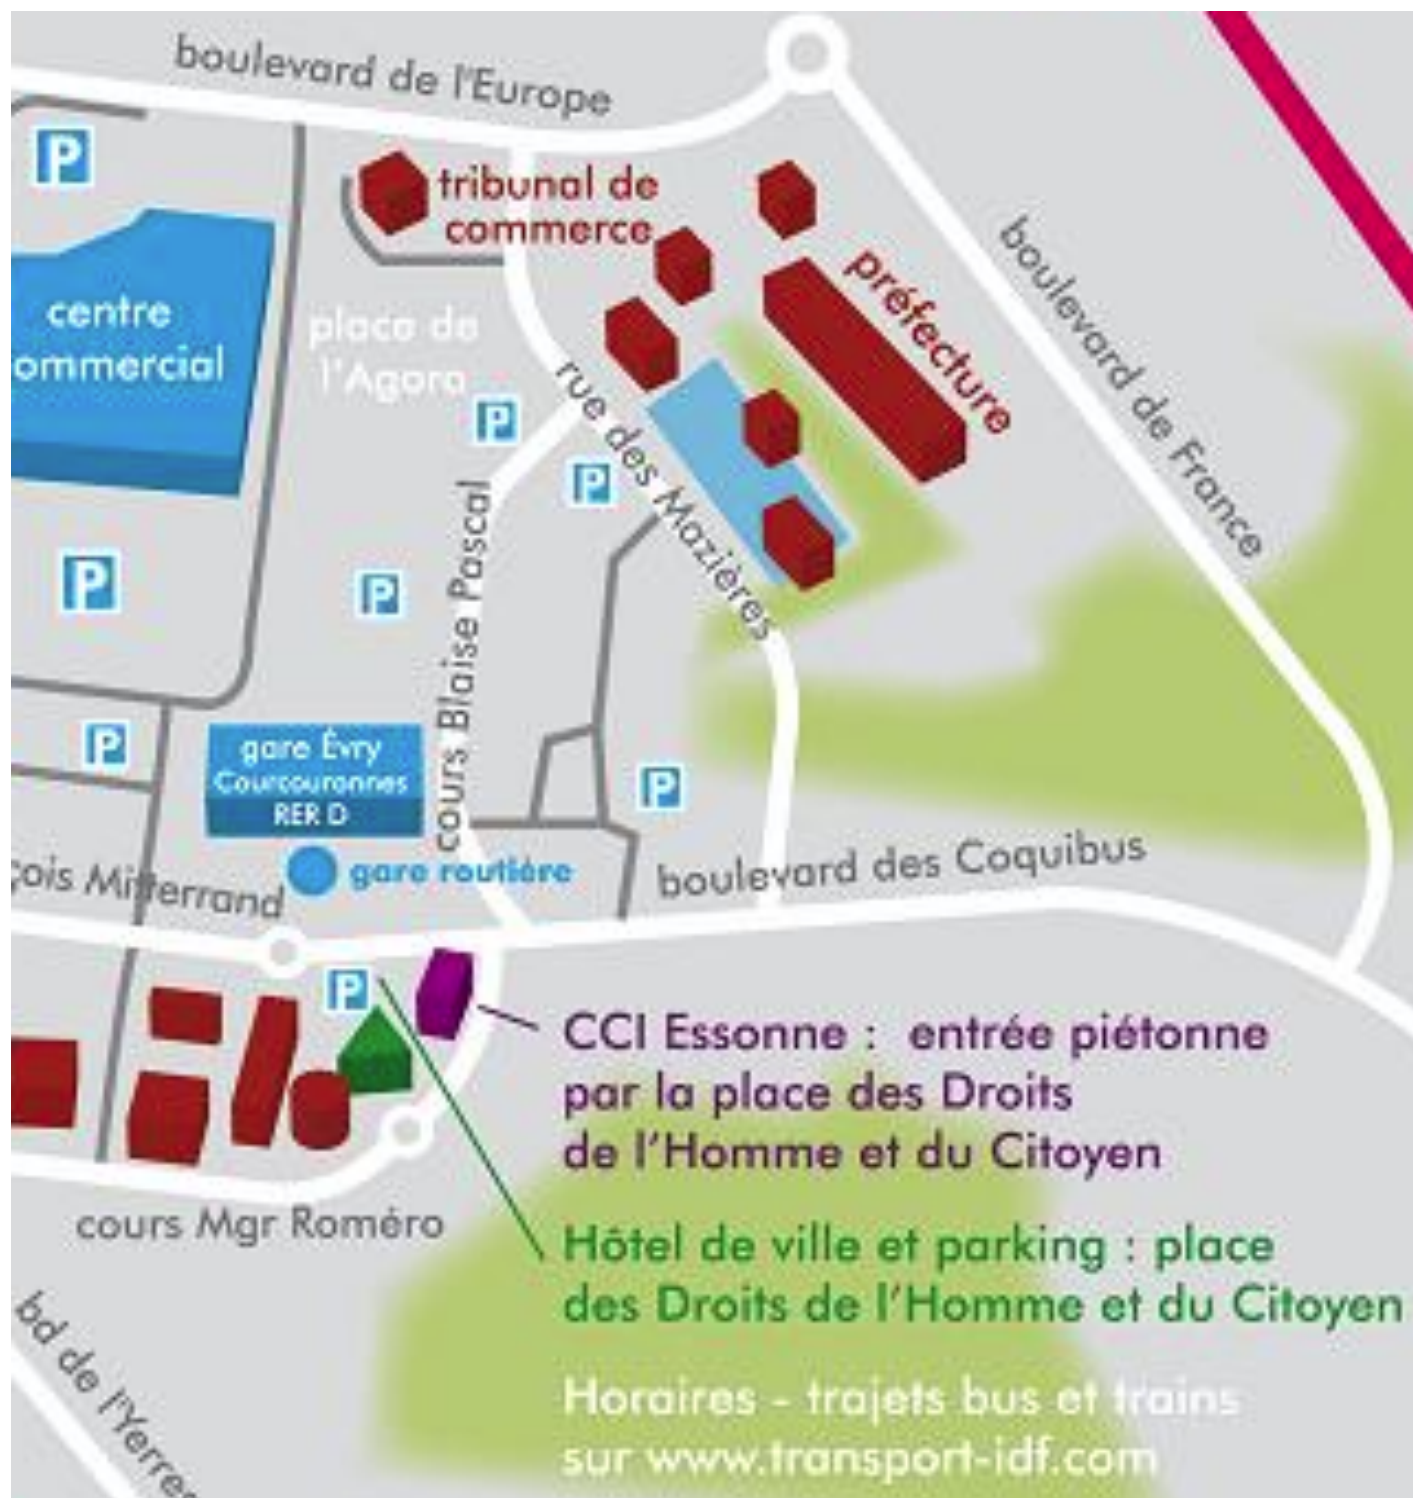 boulevard de l'Europe
P
tribunal de
commerce
préfecture
boulevard de France
centre
ommercial
place de
l'Agora
P
rue des Mazières
P
cours Blaise Pascal
P
P
P
gare Évry
Courcouronnes
RER D
P
gare routière
boulevard des Coquibus
çois Mitterrand
P
CCI Essonne : entrée piétonne
par la place des Droits
de l'Homme et du Citoyen
cours Mgr Roméro
Hôtel de ville et parking : place
des Droits de l'Homme et du Citoyen
bd de l'Yerres
Horaires - trajets bus et trains
sur www.transport-idf.com